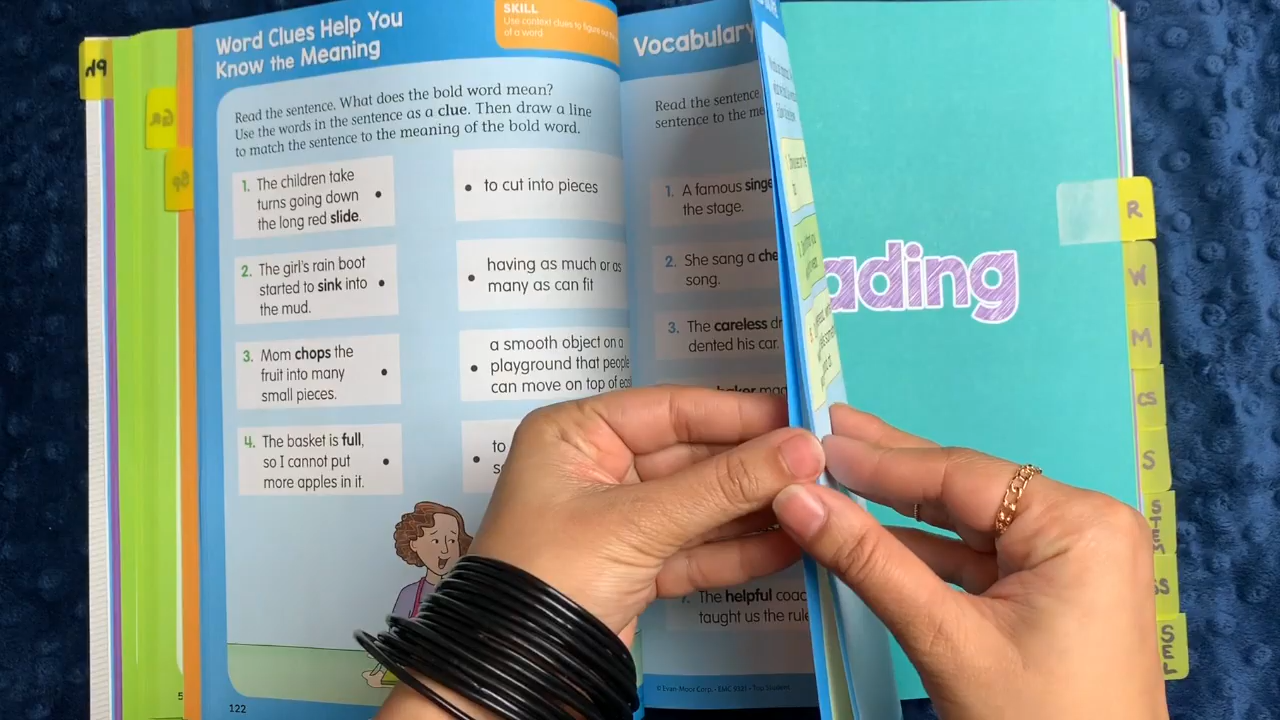 Word Clues Help You
Know the Meaning
SKILL
Use context clues to figure out
of a word.
Read the sentence. What does the bold word mean?
Use the words in the sentence as a clue. Then draw a line
to match the sentence to the meaning of the bold word.
1. The children take
turns going down
the long red slide.
2. The girl's rain boot
started to sink into
the mud.
3. Mom chops the
fruit into many
small pieces.
4. The basket is full,
so I cannot put
more apples in it.
• to cut into pieces
• having as much or as
many as can fit
a smooth object on a
• playground that people
can move on top of
• to
122
Vocabulary
Read the sentence
sentence to the
1. A famous
the stage.
2. She sang a
song.
3. The careless
dented his car.
baker
7. The helpful
taught us the
© Evan-Moor Corp.
ading
Ph
Ga
Sp
R
W
M
CS
S
STEM
SS
SEL